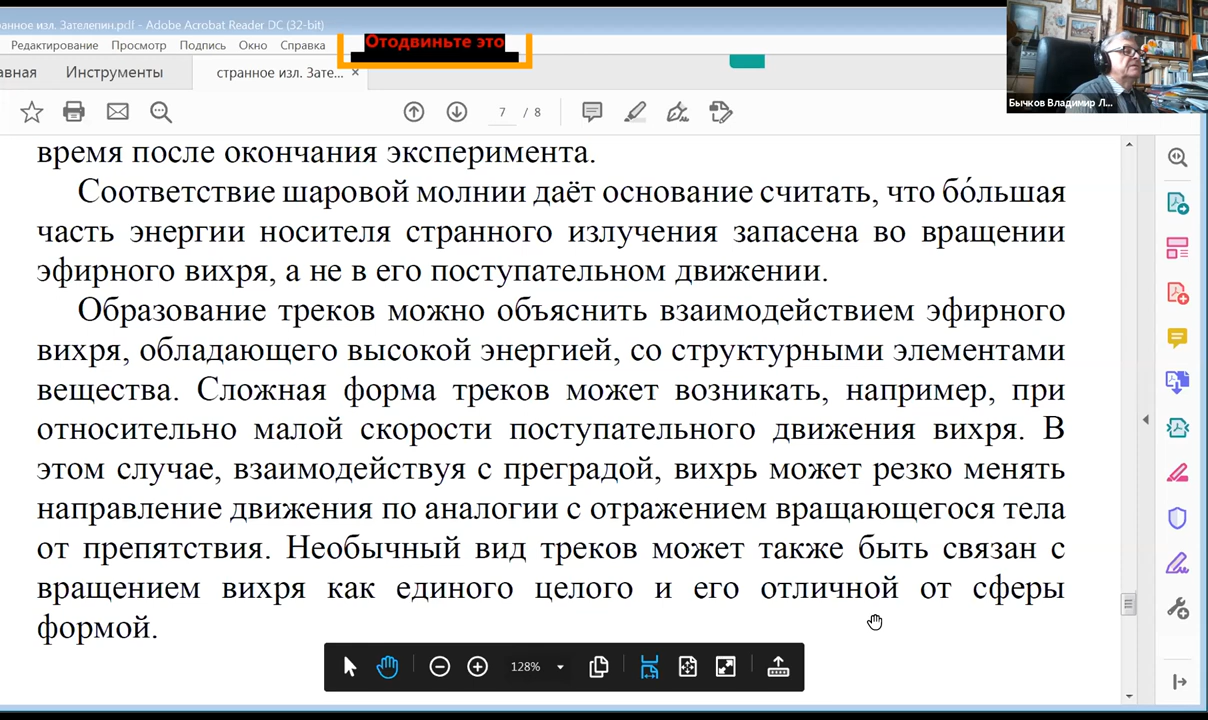 анное изл. Зателепин.pdf - Adobe Acrobat Reader DC (32-bit)
Редактирование Просмотр Подпись Окно Справка
Отодвиньте это
авная Инструменты странное изл. Зате... ×
7 / 8
Бычков Владимир Л...
время после окончания эксперимента.
Соответствие шаровой молнии даёт основание считать, что бо́льшая
часть энергии носителя странного излучения запасена во вращении
эфирного вихря, а не в его поступательном движении.
Образование треков можно объяснить взаимодействием эфирного
вихря, обладающего высокой энергией, со структурными элементами
вещества. Сложная форма треков может возникать, например, при
относительно малой скорости поступательного движения вихря. В
этом случае, взаимодействуя с преградой, вихрь может резко менять
направление движения по аналогии с отражением вращающегося тела
от препятствия. Необычный вид треков может также быть связан с
вращением вихря как единого целого и его отличной от сферы
формой.
128%